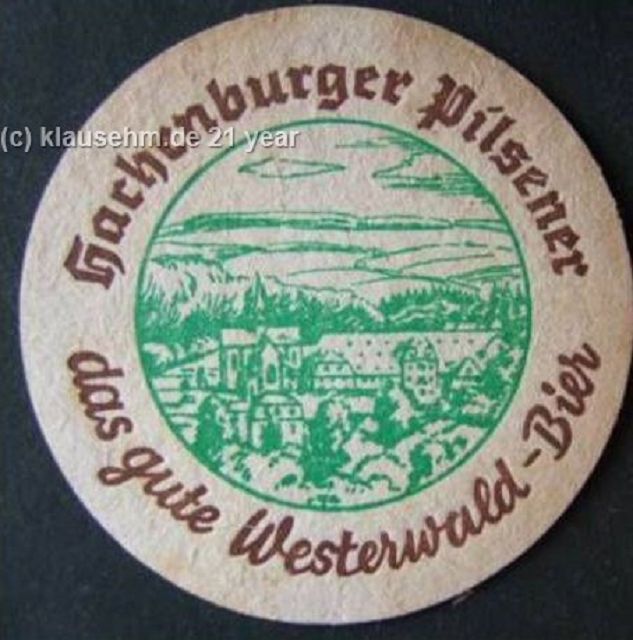 Hachenburger Pilsener
(c) klausehm.de 21 year
das gute Westerwald-Bier